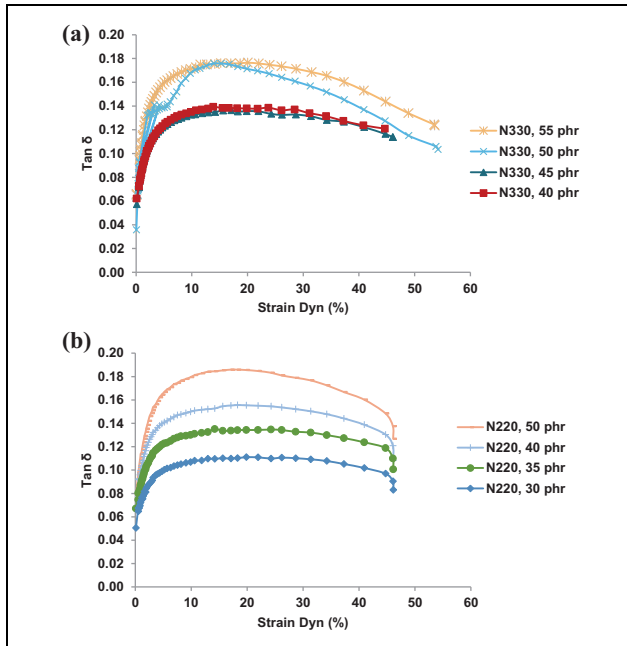 (a)
0.20
0.18
0.16
0.14
0.12
0.10
0.08
0.06
0.04
0.02
0.00
Tan δ
0 10 20 30 40 50 60
Strain Dyn (%)
N330, 55 phr
N330, 50 phr
N330, 45 phr
N330, 40 phr
(b)
0.20
0.18
0.16
0.14
0.12
0.10
0.08
0.06
0.04
0.02
0.00
Tan δ
0 10 20 30 40 50 60
Strain Dyn (%)
N220, 50 phr
N220, 40 phr
N220, 35 phr
N220, 30 phr